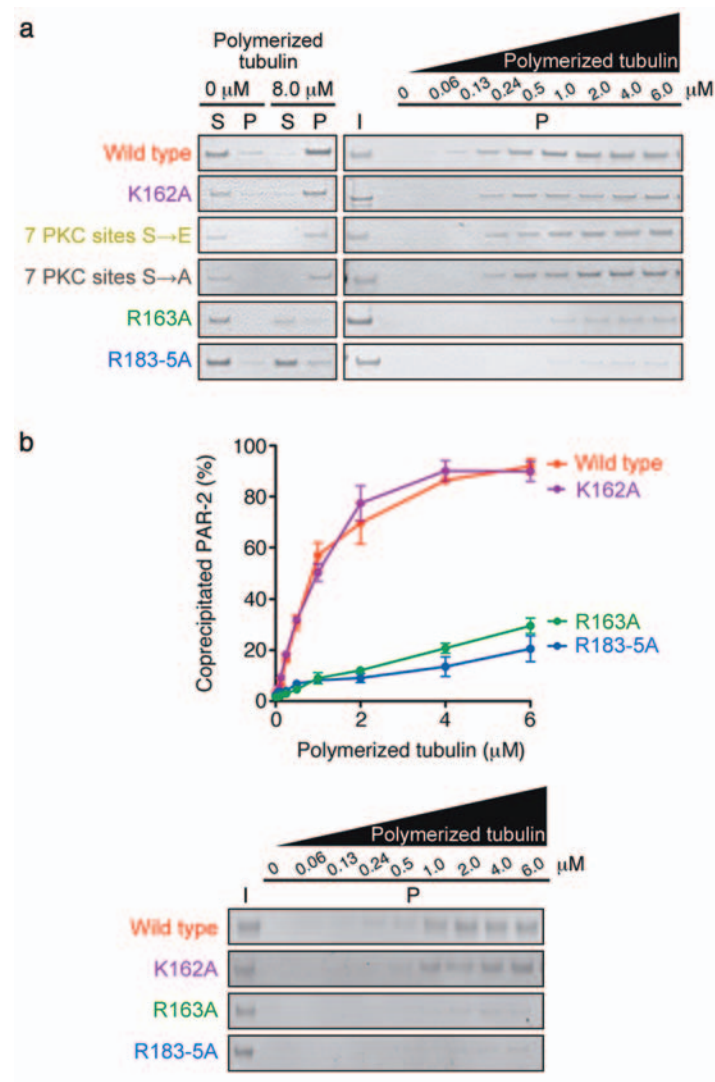 a
Polymerized tubulin
0 μM 8.0 μM
S P S P
Polymerized tubulin
0 0.06 0.13 0.24 0.5 1.0 2.0 4.0 6.0 μM
I P
Wild type
K162A
7 PKC sites S→E
7 PKC sites S→A
R163A
R183-5A
b
Coprecipitated PAR-2 (%)
100
80
60
40
20
0
0 2 4 6
Polymerized tubulin (μM)
Wild type
K162A
R163A
R183-5A
Polymerized tubulin
0 0.06 0.13 0.24 0.5 1.0 2.0 4.0 6.0 μM
I P
Wild type
K162A
R163A
R183-5A